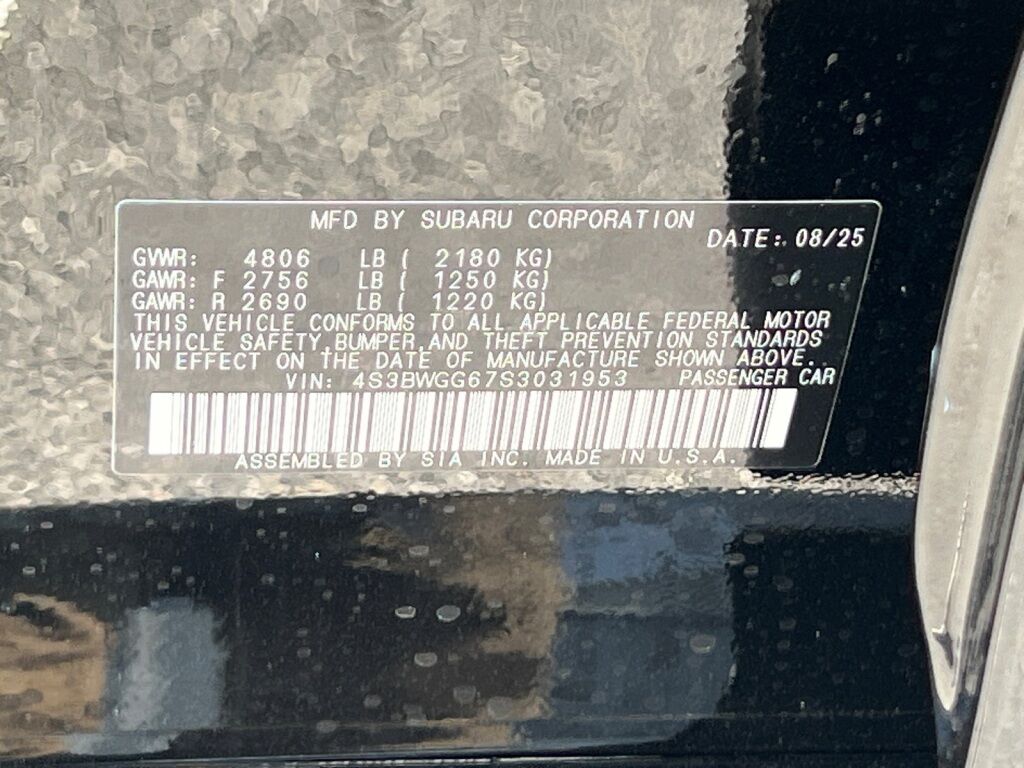 MFD BY SUBARU CORPORATION
DATE: 08/25
GVWR: 4806 LB ( 2180 KG)
GAWR: F 2756 LB ( 1250 KG)
GAWR: R 2690 LB ( 1220 KG)
THIS VEHICLE CONFORMS TO ALL APPLICABLE FEDERAL MOTOR
VEHICLE SAFETY,BUMPER,AND THEFT PREVENTION STANDARDS
IN EFFECT ON THE DATE OF MANUFACTURE SHOWN ABOVE.
VIN: 4S3BWGG67S3031953 PASSENGER CAR
ASSEMBLED BY SIA INC. MADE IN U.S.A.